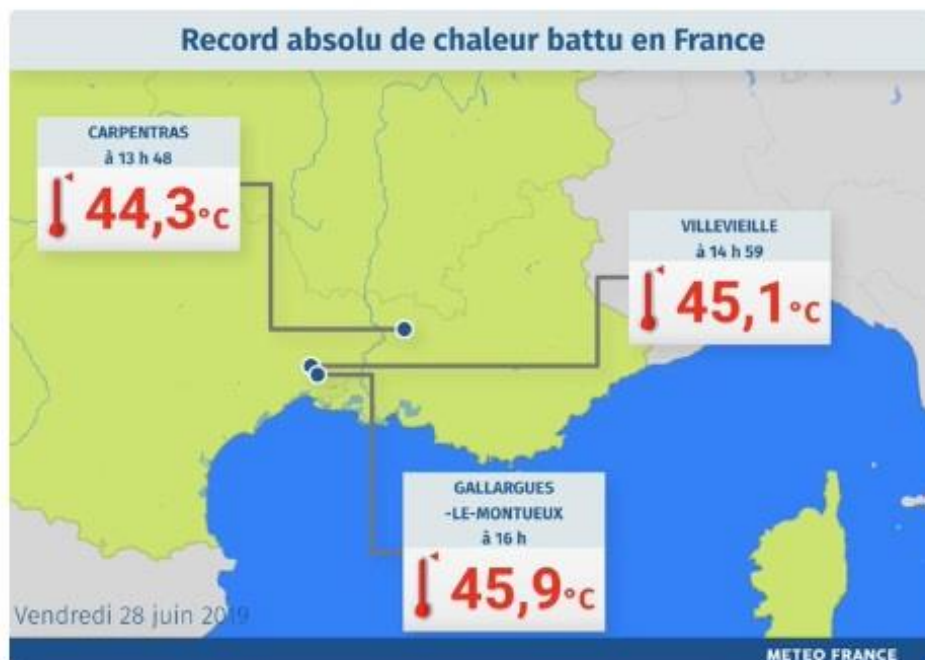 Record absolu de chaleur battu en France
CARPENTRAS
à 13 h 48
44,3°C
VILLEVIEILLE
à 14 h 59
45,1°C
GALLARGUES
-LE-MONTUEUX
à 16 h
45,9°C
Vendredi 28 juin 2019
METEO FRANCE